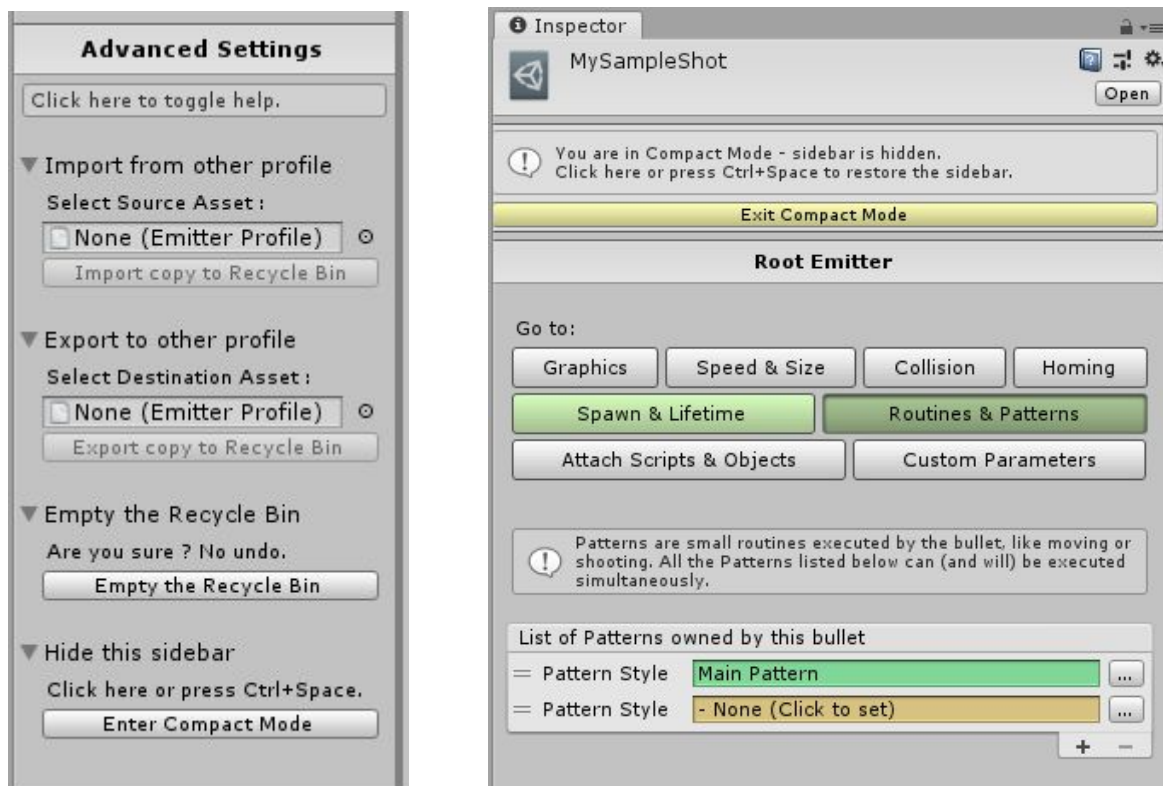 Advanced Settings
Click here to toggle help.
Import from other profile
Select Source Asset :
None (Emitter Profile)
Import copy to Recycle Bin
Export to other profile
Select Destination Asset :
None (Emitter Profile)
Export copy to Recycle Bin
Empty the Recycle Bin
Are you sure ? No undo.
Empty the Recycle Bin
Hide this sidebar
Click here or press Ctrl+Space.
Enter Compact Mode
Inspector
MySampleShot
Open
You are in Compact Mode - sidebar is hidden.
Click here or press Ctrl+Space to restore the sidebar.
Exit Compact Mode
Root Emitter
Go to:
Graphics Speed & Size Collision Homing
Spawn & Lifetime Routines & Patterns
Attach Scripts & Objects Custom Parameters
Patterns are small routines executed by the bullet, like moving or
shooting. All the Patterns listed below can (and will) be executed
simultaneously.
List of Patterns owned by this bullet
Pattern Style Main Pattern ...
Pattern Style - None (Click to set) ...
+ −